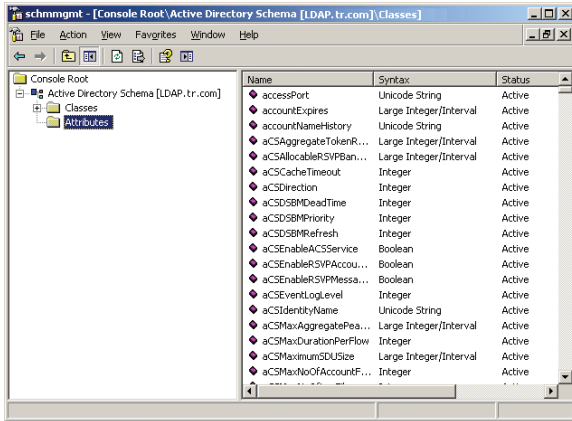 schmmgmt - [Console Root\Active Directory Schema [LDAP.tr.com]\Classes]
File Action View Favorites Window Help
Console Root
Active Directory Schema [LDAP.tr.com]
Classes
Attributes
Name Syntax Status
accessPort Unicode String Active
accountExpires Large Integer/Interval Active
accountNameHistory Unicode String Active
aCSAggregateTokenR... Large Integer/Interval Active
aCSAllocableRSVPBan... Large Integer/Interval Active
aCSCacheTimeout Integer Active
aCSDirection Integer Active
aCSDSBMDeadTime Integer Active
aCSDSBMPriority Integer Active
aCSDSBMRefresh Integer Active
aCSEnableACSService Boolean Active
aCSEnableRSVPAccou... Boolean Active
aCSEnableRSVPMessa... Boolean Active
aCSEventLogLevel Integer Active
aCSIdentityName Unicode String Active
aCSMaxAggregatePea... Large Integer/Interval Active
aCSMaxDurationPerFlow Integer Active
aCSMaximumSDUSize Large Integer/Interval Active
aCSMaxNoOfAccountF... Integer Active